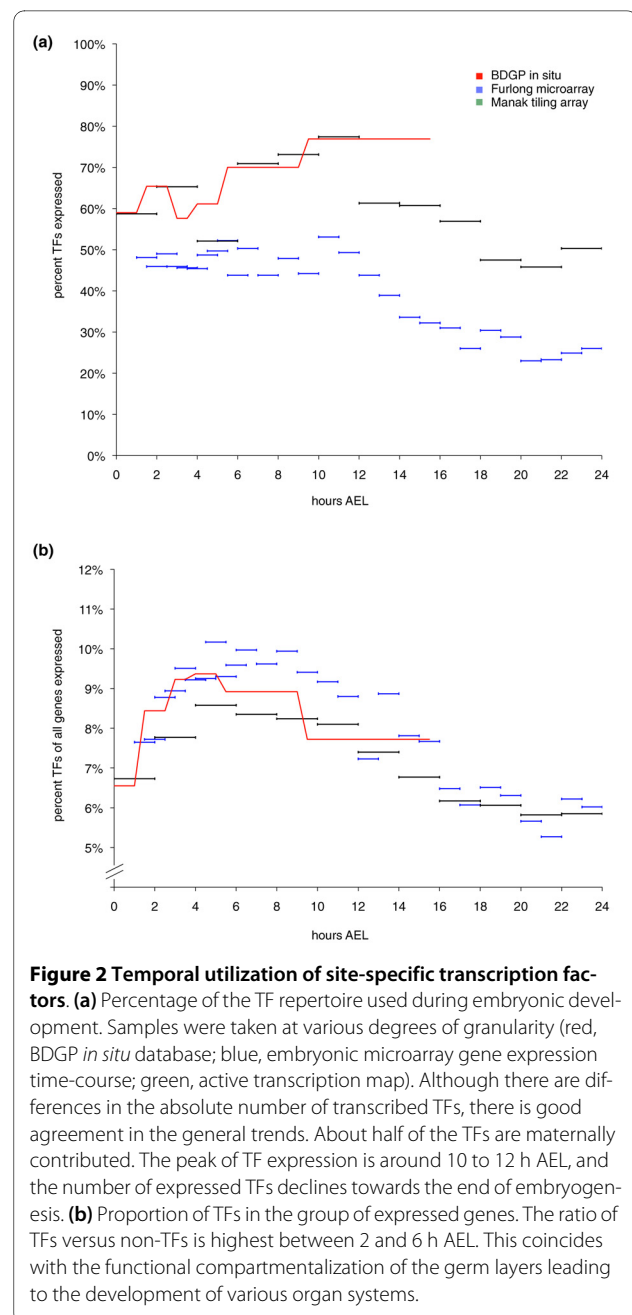 (a)
100%
90%
80%
70%
60%
50%
40%
30%
20%
10%
0%
percent TFs expressed
BDGP in situ
Furlong microarray
Manak tiling array
0 2 4 6 8 10 12 14 16 18 20 22 24
hours AEL
(b)
12%
11%
10%
9%
8%
7%
6%
5%
percent TFs of all genes expressed
0 2 4 6 8 10 12 14 16 18 20 22 24
hours AEL
Figure 2 Temporal utilization of site-specific transcription fac-
tors. (a) Percentage of the TF repertoire used during embryonic devel-
opment. Samples were taken at various degrees of granularity (red,
BDGP in situ database; blue, embryonic microarray gene expression
time-course; green, active transcription map). Although there are dif-
ferences in the absolute number of transcribed TFs, there is good
agreement in the general trends. About half of the TFs are maternally
contributed. The peak of TF expression is around 10 to 12 h AEL, and
the number of expressed TFs declines towards the end of embryogen-
esis. (b) Proportion of TFs in the group of expressed genes. The ratio of
TFs versus non-TFs is highest between 2 and 6 h AEL. This coincides
with the functional compartmentalization of the germ layers leading
to the development of various organ systems.